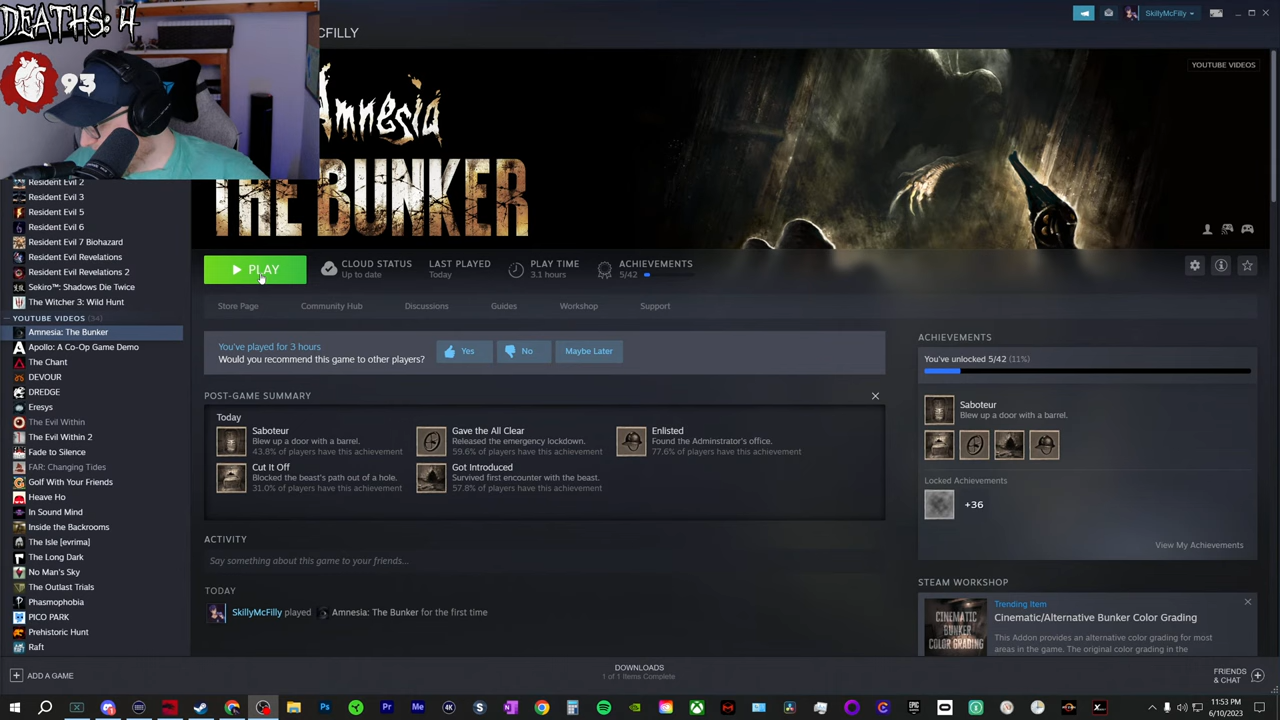 DEATHS: 4
93
CFILLY
SkillyMcFilly
YOUTUBE VIDEOS
Amnesia
THE BUNKER
Resident Evil 2
Resident Evil 3
Resident Evil 5
Resident Evil 6
Resident Evil 7 Biohazard
Resident Evil Revelations
Resident Evil Revelations 2
Sekiro™: Shadows Die Twice
The Witcher 3: Wild Hunt
YOUTUBE VIDEOS (34)
Amnesia: The Bunker
Apollo: A Co-Op Game Demo
The Chant
DEVOUR
DREDGE
Eresys
The Evil Within
The Evil Within 2
Fade to Silence
FAR: Changing Tides
Golf With Your Friends
Heave Ho
In Sound Mind
Inside the Backrooms
The Isle [evrima]
The Long Dark
No Man's Sky
The Outlast Trials
Phasmophobia
PICO PARK
Prehistoric Hunt
Raft
PLAY
CLOUD STATUS
Up to date
LAST PLAYED
Today
PLAY TIME
3.1 hours
ACHIEVEMENTS
5/42
Store Page
Community Hub
Discussions
Guides
Workshop
Support
You've played for 3 hours
Would you recommend this game to other players?
Yes
No
Maybe Later
POST-GAME SUMMARY
Today
Saboteur
Blew up a door with a barrel.
43.8% of players have this achievement
Gave the All Clear
Released the emergency lockdown.
59.6% of players have this achievement
Enlisted
Found the Adminstrator's office.
77.6% of players have this achievement
Cut It Off
Blocked the beast's path out of a hole.
31.0% of players have this achievement
Got Introduced
Survived first encounter with the beast.
57.8% of players have this achievement
ACTIVITY
Say something about this game to your friends...
TODAY
SkillyMcFilly played Amnesia: The Bunker for the first time
ACHIEVEMENTS
You've unlocked 5/42 (11%)
Saboteur
Blew up a door with a barrel.
Locked Achievements
+36
View My Achievements
STEAM WORKSHOP
CINEMATIC
BUNKER
COLOR GRADING
Trending Item
Cinematic/Alternative Bunker Color Grading
This Addon provides an alternative color grading for most
areas in the game. The original color grading in the
ADD A GAME
DOWNLOADS
1 of 1 Items Complete
FRIENDS
& CHAT
11:53 PM
6/10/2023